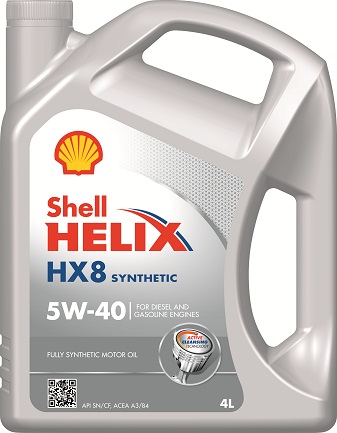 Shell
HELIX
HX8 SYNTHETIC
5W-40
FOR DIESEL AND
GASOLINE ENGINES
FULLY SYNTHETIC MOTOR OIL
ACTIVE
CLEANSING
TECHNOLOGY
API SN/CF, ACEA A3/B4
4L